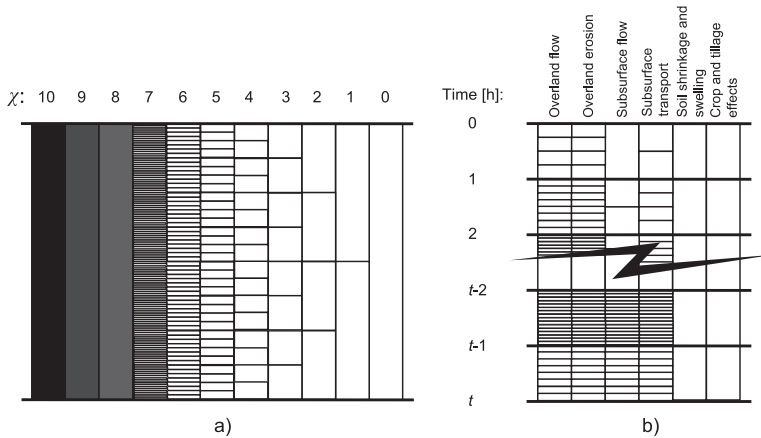 χ: 10 9 8 7 6 5 4 3 2 1 0
a)
Time [h]:
Overland flow
Overland erosion
Subsurface flow
Subsurface
transport
Soil shrinkage and
swelling
Crop and tillage
effects
0
1
2
t-2
t-1
t
b)